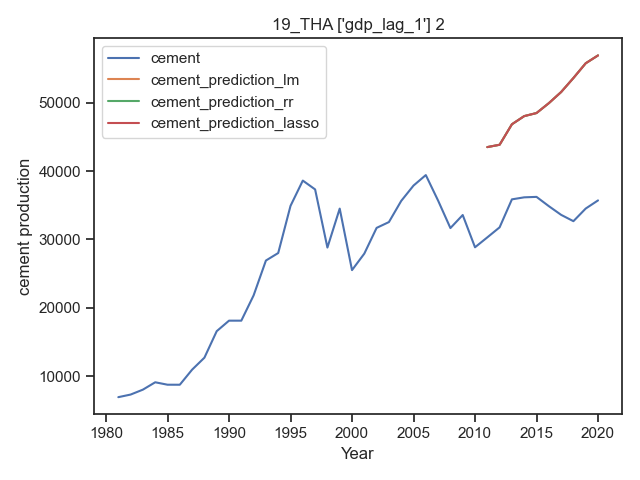 19_THA ['gdp_lag_1'] 2
cement
cement_prediction_lm
cement_prediction_rr
cement_prediction_lasso
cement production
50000
40000
30000
20000
10000
1980 1985 1990 1995 2000 2005 2010 2015 2020
Year